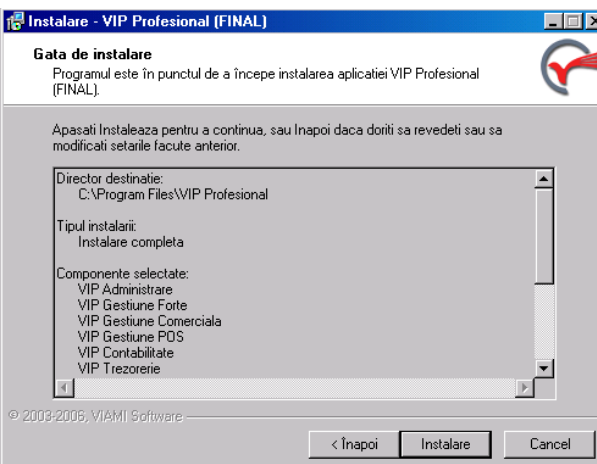 Instalare - VIP Profesional (FINAL)
Gata de instalare
Programul este în punctul de a începe instalarea aplicatiei VIP Profesional
(FINAL).
Apasati Instaleaza pentru a continua, sau Inapoi daca doriti sa revedeti sau sa
modificati setarile facute anterior.
Director destinatie:
C:\Program Files\VIP Profesional
Tipul instalarii:
Instalare completa
Componente selectate:
VIP Administrare
VIP Gestiune Forte
VIP Gestiune Comerciala
VIP Gestiune POS
VIP Contabilitate
VIP Trezorerie
© 2003-2006, VIAMI Software
< Înapoi
Instalare
Cancel